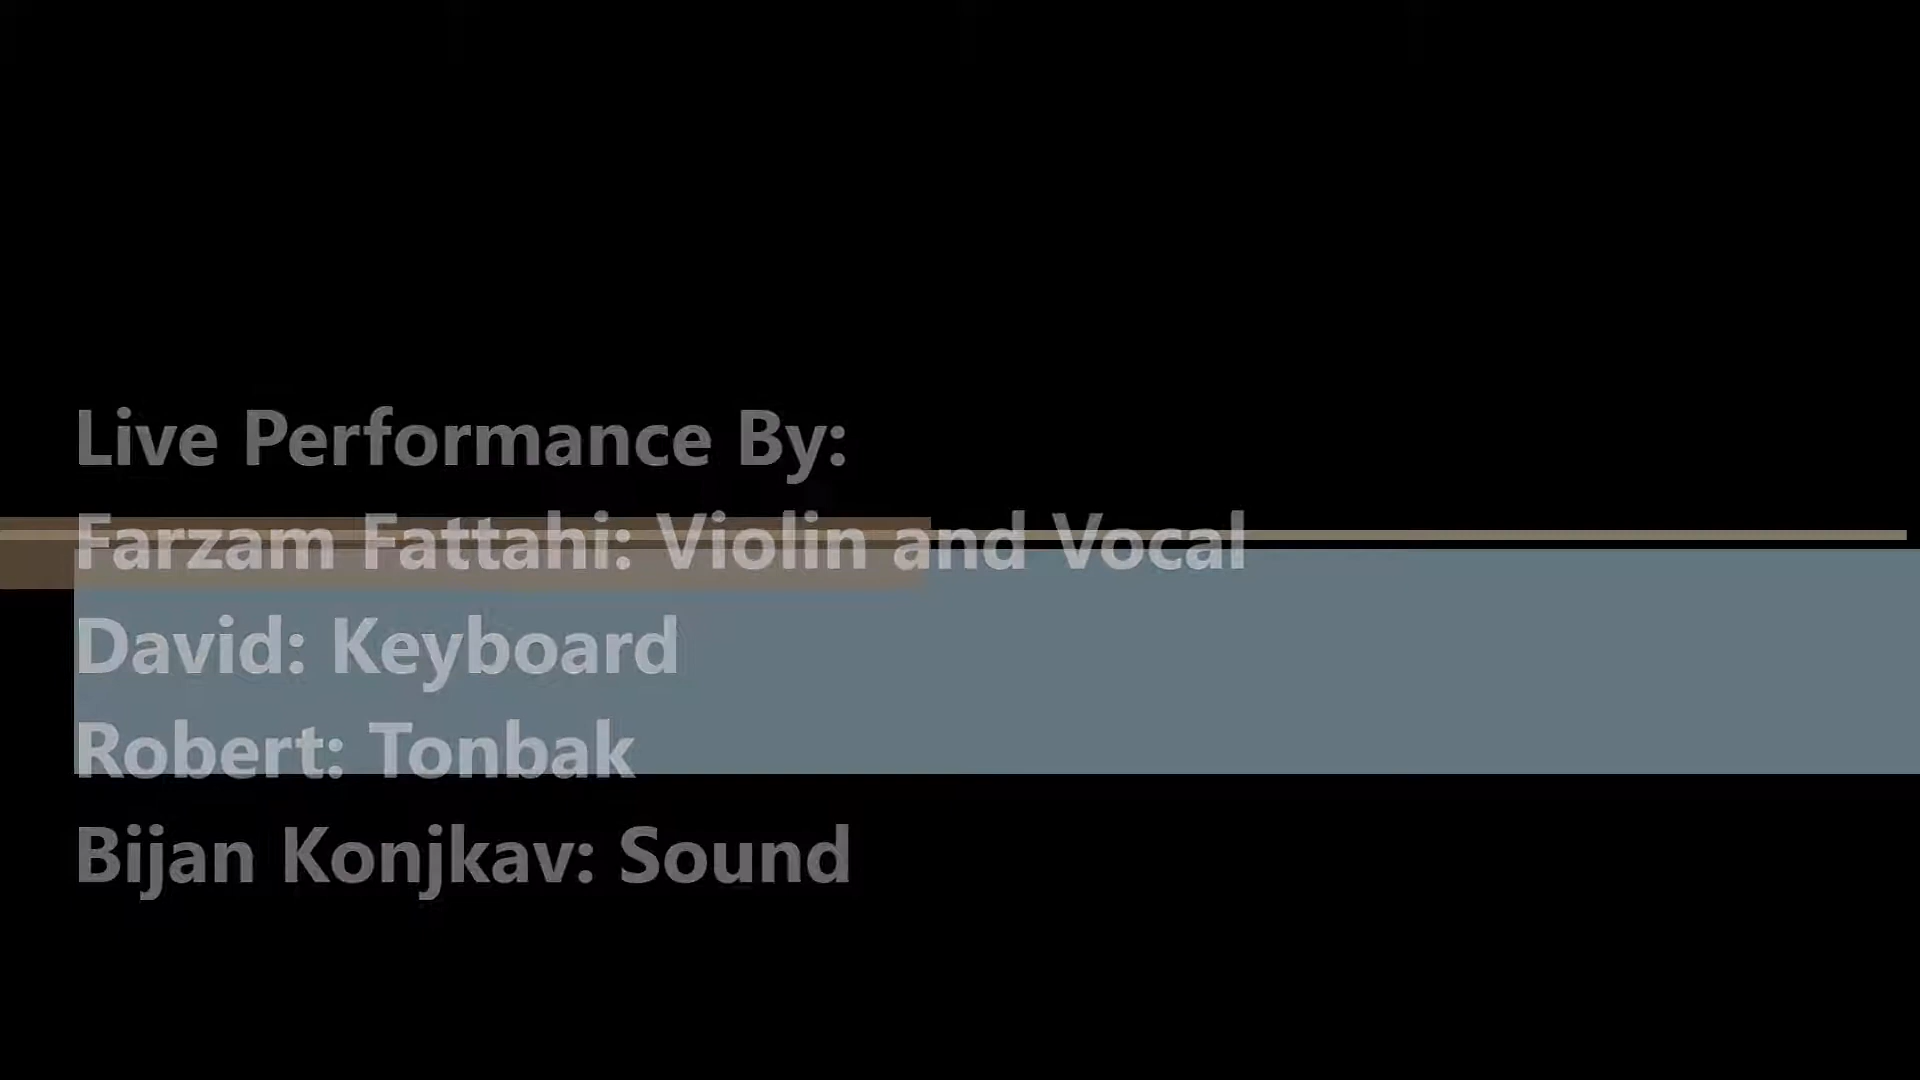 Live Performance By:
Farzam Fattahi: Violin and Vocal
David: Keyboard
Robert: Tonbak
Bijan Konjkav: Sound